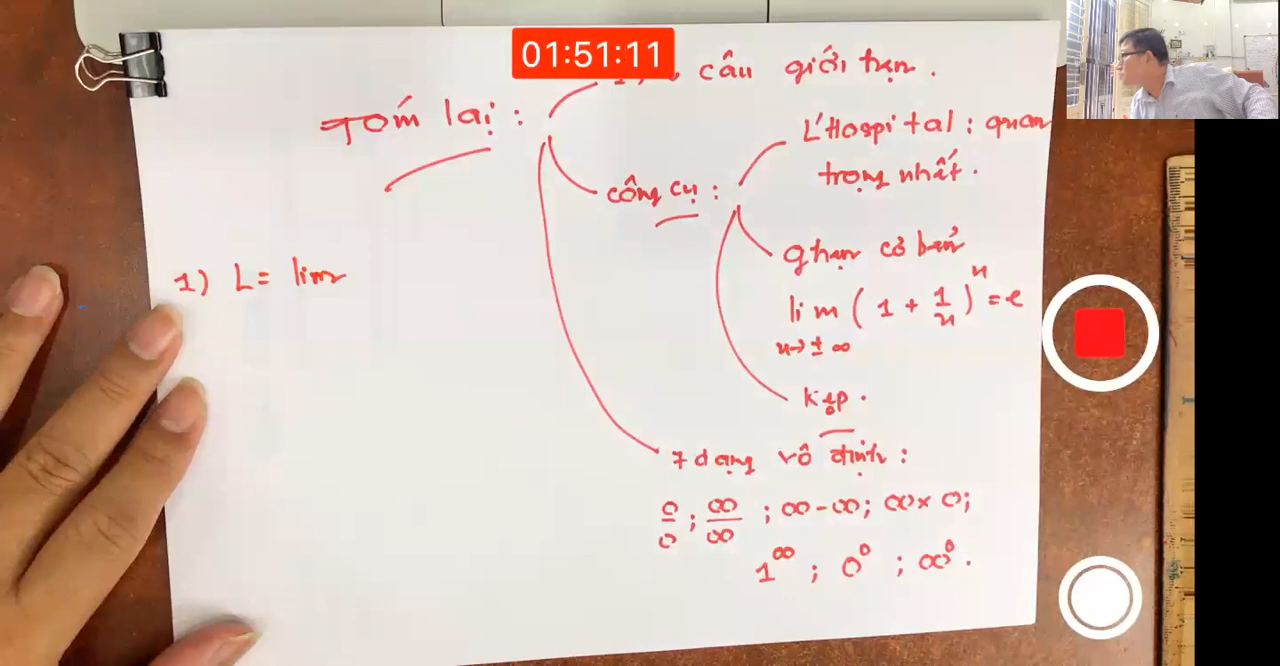 01:51:11
câu giới hạn.
Tóm lại:
L'Hospital: quan
trọng nhất.
công cụ:
ghạn cơ bản
1) L= lim
lim (1 + 1/n)^n = e
n→ ± ∞
kẹp.
7 dạng vô định:
0/0; ∞/∞; ∞-∞; ∞×0;
1^∞; 0^0; ∞^0.